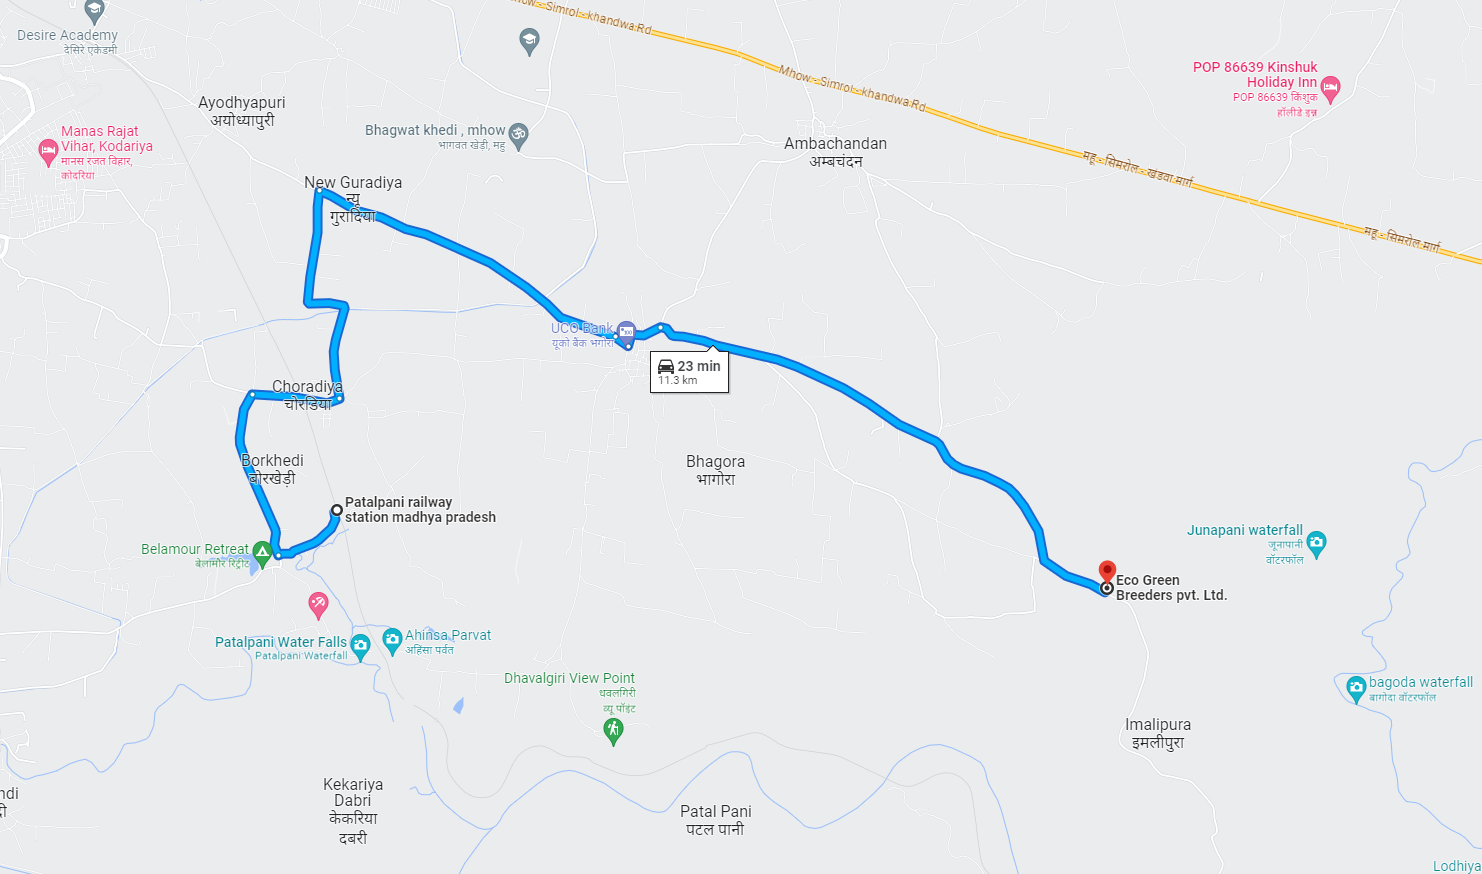 Mhow - Simrol - khandwa Rd
Desire Academy
देसिरे एकेडमी
POP 86639 Kinshuk
Holiday Inn
POP 86639 किंशुक
हॉलीडे इन्न
Mhow - Simrol - khandwa Rd
Ayodhyapuri
अयोध्यापुरी
Manas Rajat
Vihar, Kodariya
मानस रजत विहार,
कोदरिया
Bhagwat khedi , mhow
भागवत खेडी, महु
Ambachandan
अम्बचंदन
महू - सिमरोल - खंडवा मार्ग
New Guradiya
न्यू
गुरादिया
महू - सिमरोल मार्ग
UCO Bank
यूको बैंक भगोरा
23 min
11.3 km
Choradiya
चोरडिया
Borkhedi
बोरखेड़ी
Bhagora
भागोरा
Patalpani railway
station madhya pradesh
Belamour Retreat
बेलामौर रिट्रीट
Junapani waterfall
जूनापानी
वॉटरफॉल
Eco Green
Breeders pvt. Ltd.
Patalpani Water Falls
Patalpani Waterfall
Ahinsa Parvat
अहिंसा पर्वत
Dhavalgiri View Point
धवलगिरी
व्यू पॉइंट
bagoda waterfall
बागोदा वॉटरफॉल
Imalipura
इमलीपुरा
ndi
Kekariya
Dabri
केकरिया
दबरी
Patal Pani
पटल पानी
Lodhiya